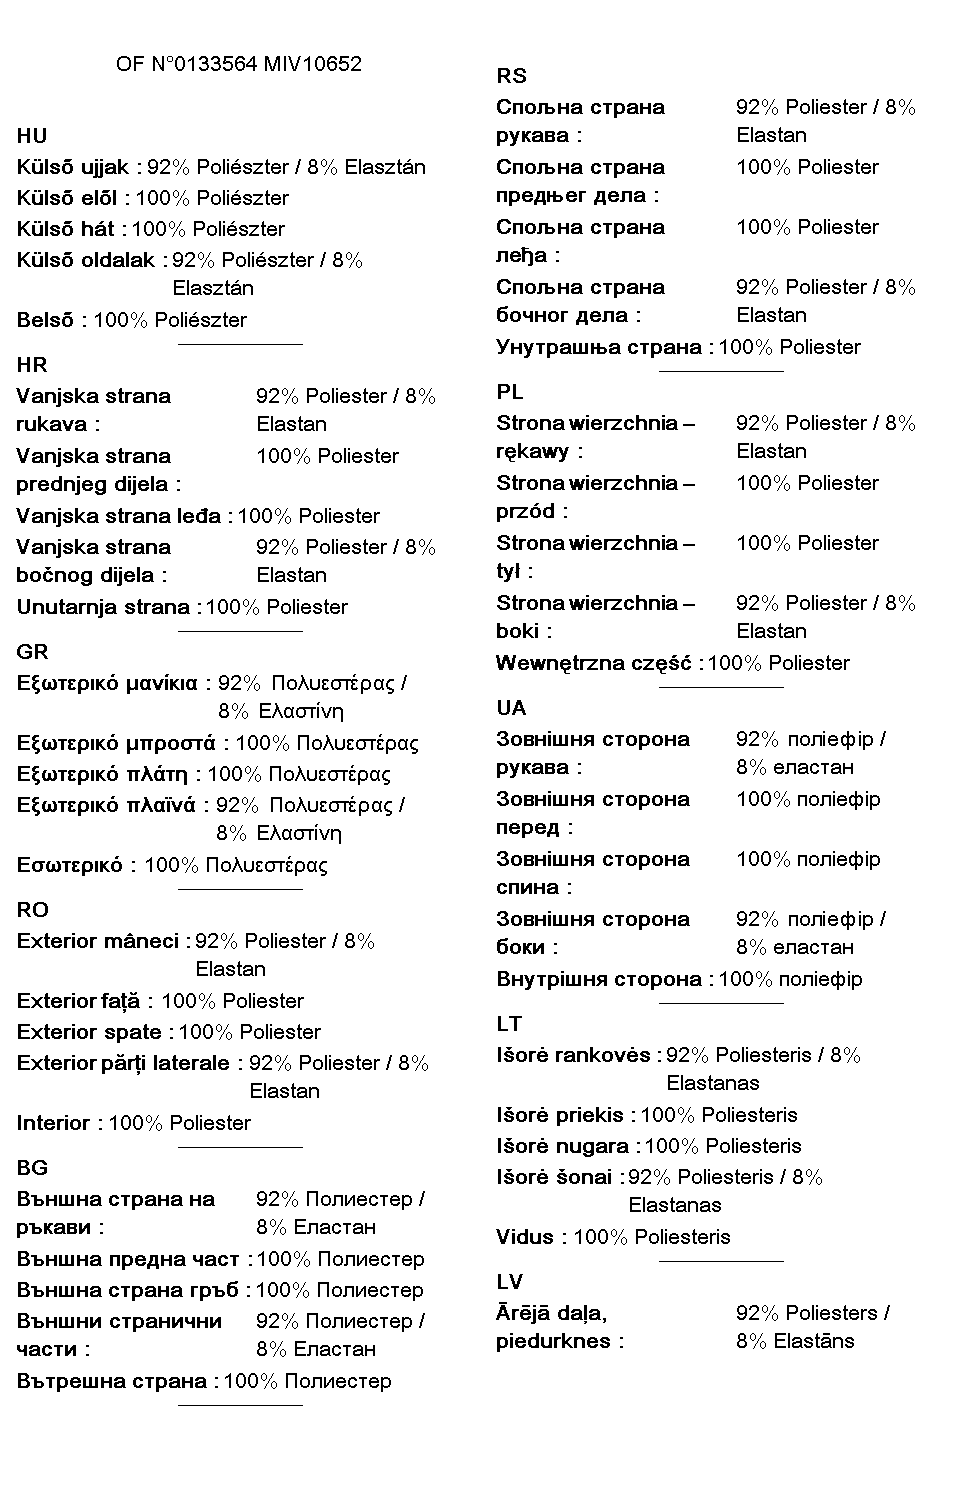 OF N°0133564 MIV10652
HU
Külsõ ujjak : 92% Poliészter / 8% Elasztán
Külsõ elõl : 100% Poliészter
Külsõ hát : 100% Poliészter
Külsõ oldalak : 92% Poliészter / 8%
Elasztán
Belsõ : 100% Poliészter
HR
Vanjska strana 92% Poliester / 8%
rukava : Elastan
Vanjska strana 100% Poliester
prednjeg dijela :
Vanjska strana leđa : 100% Poliester
Vanjska strana 92% Poliester / 8%
bočnog dijela : Elastan
Unutarnja strana : 100% Poliester
GR
Εξωτερικό μανίκια : 92% Πολυεστέρας /
8% Ελαστίνη
Εξωτερικό μπροστά : 100% Πολυεστέρας
Εξωτερικό πλάτη : 100% Πολυεστέρας
Εξωτερικό πλαϊνά : 92% Πολυεστέρας /
8% Ελαστίνη
Εσωτερικό : 100% Πολυεστέρας
RO
Exterior mâneci : 92% Poliester / 8%
Elastan
Exterior față : 100% Poliester
Exterior spate : 100% Poliester
Exterior părți laterale : 92% Poliester / 8%
Elastan
Interior : 100% Poliester
BG
Външна страна на 92% Полиестер /
ръкави : 8% Еластан
Външна предна част : 100% Полиестер
Външна страна гръб : 100% Полиестер
Външни странични 92% Полиестер /
части : 8% Еластан
Вътрешна страна : 100% Полиестер
RS
Спољна страна 92% Poliester / 8%
рукава : Elastan
Спољна страна 100% Poliester
предњег дела :
Спољна страна 100% Poliester
леђа :
Спољна страна 92% Poliester / 8%
бочног дела : Elastan
Унутрашња страна : 100% Poliester
PL
Strona wierzchnia – 92% Poliester / 8%
rękawy : Elastan
Strona wierzchnia – 100% Poliester
przód :
Strona wierzchnia – 100% Poliester
tył :
Strona wierzchnia – 92% Poliester / 8%
boki : Elastan
Wewnętrzna część : 100% Poliester
UA
Зовнішня сторона 92% поліефір /
рукава : 8% еластан
Зовнішня сторона 100% поліефір
перед :
Зовнішня сторона 100% поліефір
спина :
Зовнішня сторона 92% поліефір /
боки : 8% еластан
Внутрішня сторона : 100% поліефір
LT
Išorė rankovės : 92% Poliesteris / 8%
Elastanas
Išorė priekis : 100% Poliesteris
Išorė nugara : 100% Poliesteris
Išorė šonai : 92% Poliesteris / 8%
Elastanas
Vidus : 100% Poliesteris
LV
Ārējā daļa, 92% Poliesters /
piedurknes : 8% Elastāns